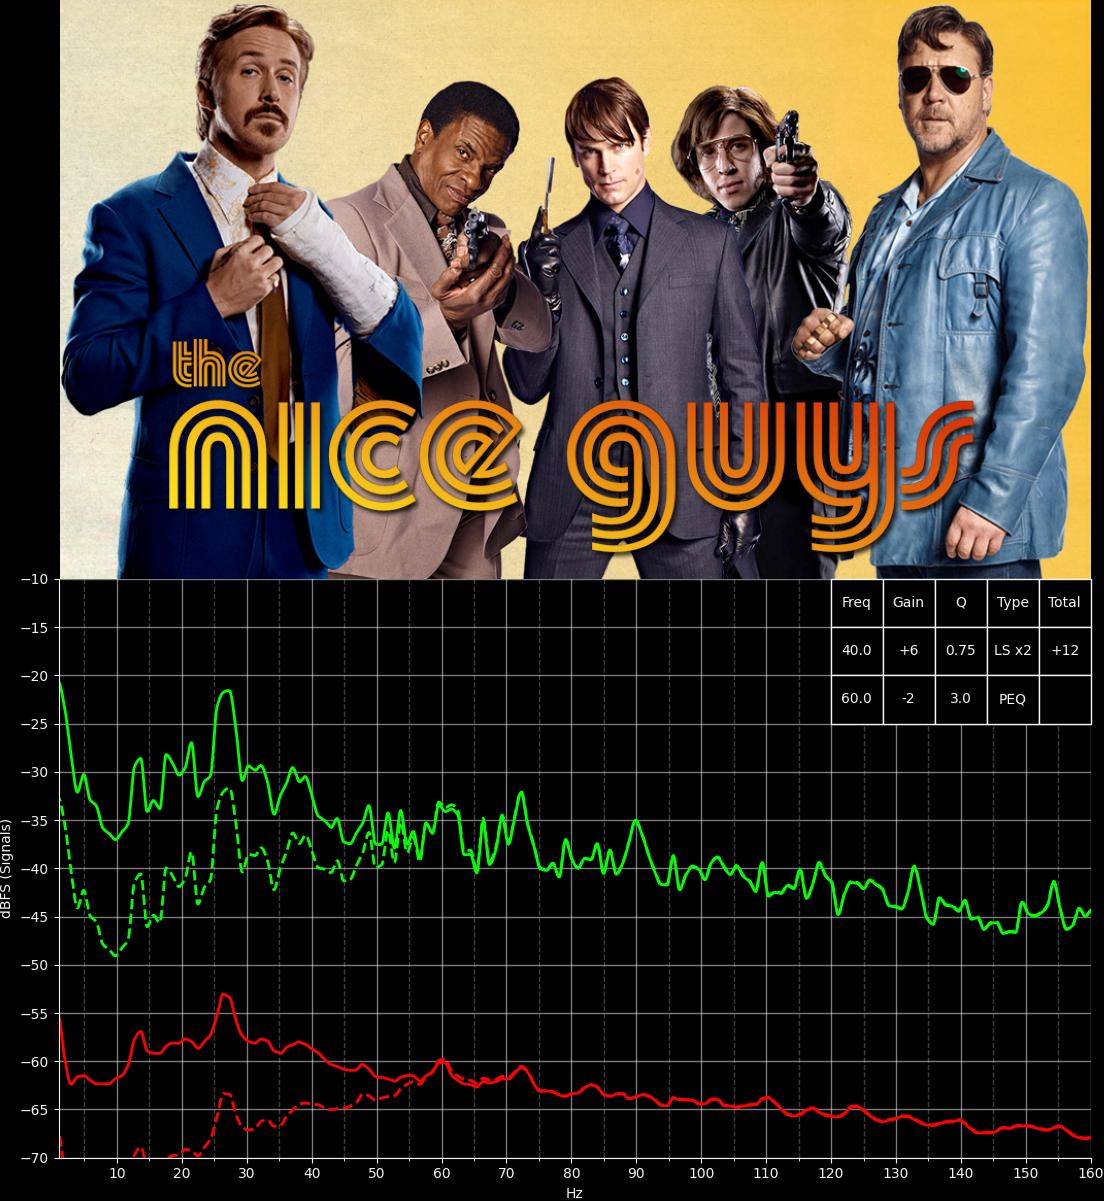 the
nice guys
Freq Gain Q Type Total
40.0 +6 0.75 LS x2 +12
60.0 -2 3.0 PEQ
−10
−15
−20
−25
−30
−35
−40
−45
−50
−55
−60
−65
−70
dBFS (Signals)
10 20 30 40 50 60 70 80 90 100 110 120 130 140 150 160
Hz